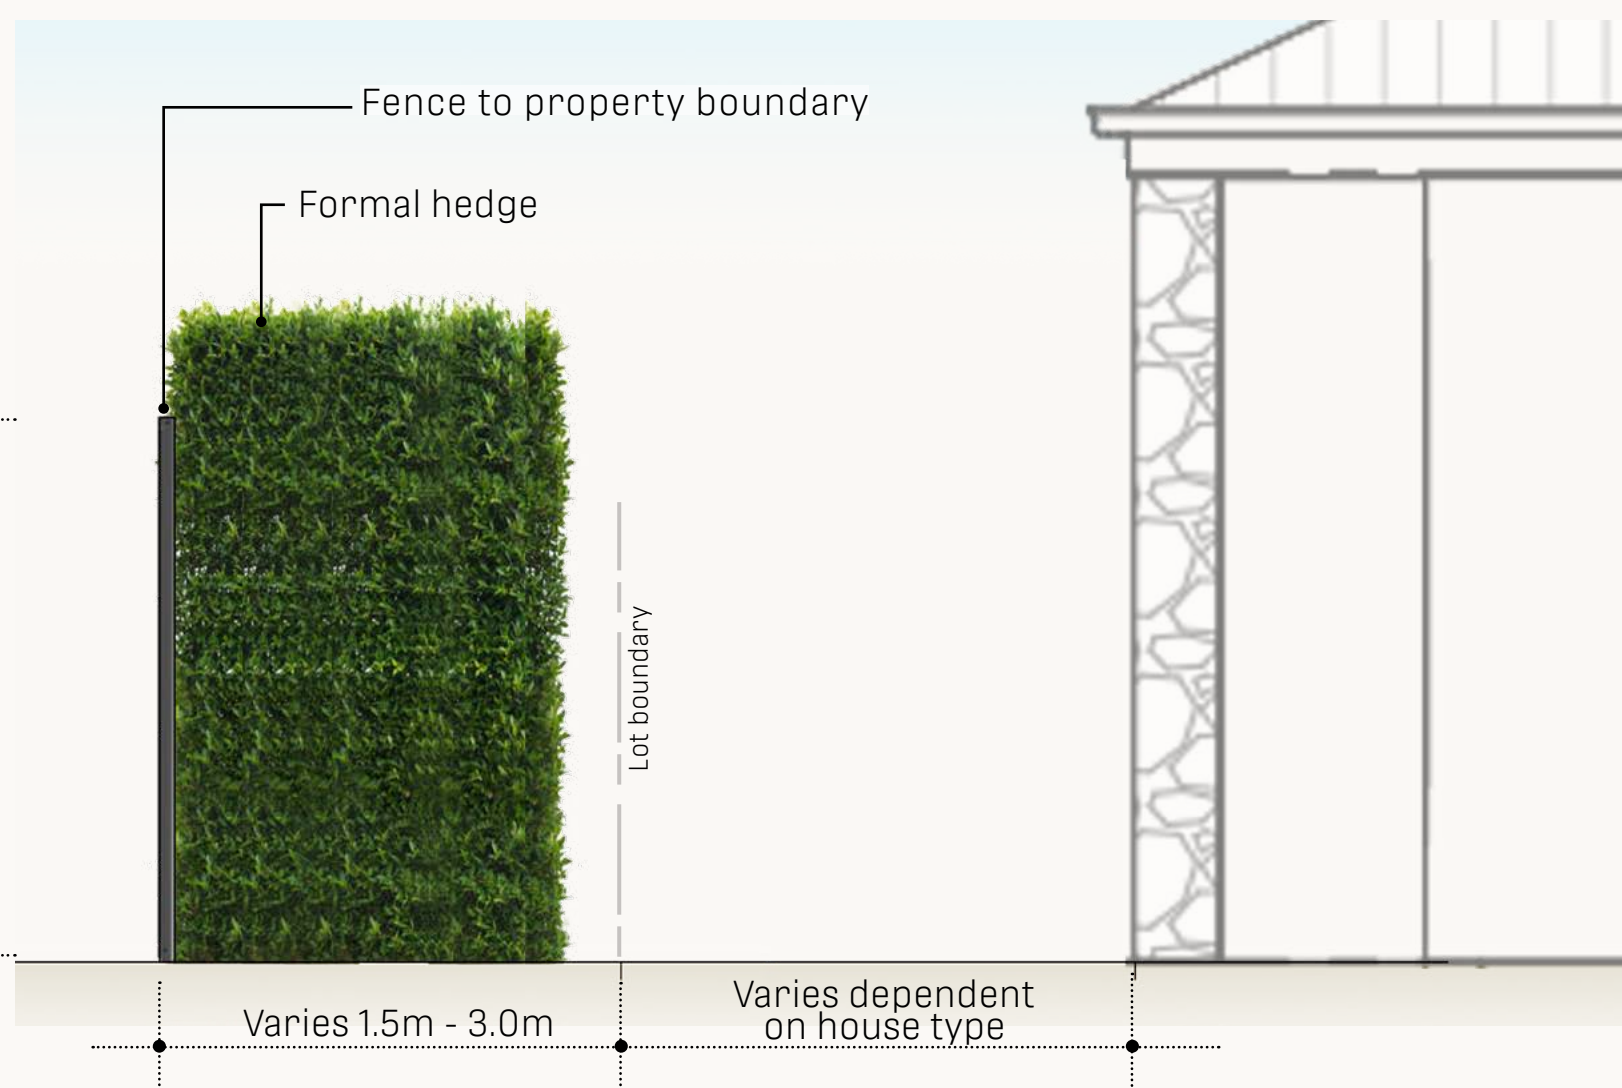 Fence to property boundary
Formal hedge
Lot boundary
Varies 1.5m - 3.0m
Varies dependent
on house type